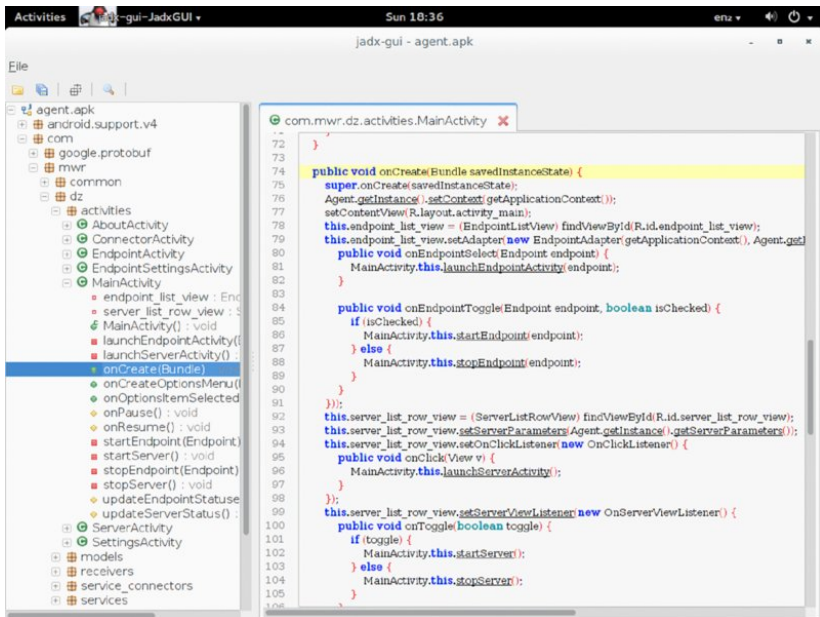 Activities
-gui-JadxGUI
Sun 18:36
en2
jadx-gui - agent.apk
File
agent.apk
android.support.v4
com
google.protobuf
mwr
common
dz
activities
AboutActivity
ConnectorActivity
EndpointActivity
EndpointSettingsActivity
MainActivity
endpoint_list_view : End
server_list_row_view : S
MainActivity() : void
launchEndpointActivity(E
launchServerActivity() :
onCreate(Bundle)
onCreateOptionsMenu(
onOptionsItemSelected
onPause() : void
onResume() : void
startEndpoint(Endpoint)
startServer() : void
stopEndpoint(Endpoint)
stopServer() : void
updateEndpointStatuse
updateServerStatus() :
ServerActivity
SettingsActivity
models
receivers
service_connectors
services
com.mwr.dz.activities.MainActivity
72 }
73
74 public void onCreate(Bundle savedInstanceState) {
75 super.onCreate(savedInstanceState);
76 Agent.getInstance().setContext(getApplicationContext());
77 setContentView(R.layout.activity_main);
78 this.endpoint_list_view = (EndpointListView) findViewById(R.id.endpoint_list_view);
79 this.endpoint_list_view.setAdapter(new EndpointAdapter(getApplicationContext(), Agent.getI
80 public void onEndpointSelect(Endpoint endpoint) {
81 MainActivity.this.launchEndpointActivity(endpoint);
82 }
83
84 public void onEndpointToggle(Endpoint endpoint, boolean isChecked) {
85 if (isChecked) {
86 MainActivity.this.startEndpoint(endpoint);
87 } else {
88 MainActivity.this.stopEndpoint(endpoint);
89 }
90 }
91 }));
92 this.server_list_row_view = (ServerListRowView) findViewById(R.id.server_list_row_view);
93 this.server_list_row_view.setServerParameters(Agent.getInstance().getServerParameters());
94 this.server_list_row_view.setOnClickListener(new OnClickListener() {
95 public void onClick(View v) {
96 MainActivity.this.launchServerActivity();
97 }
98 });
99 this.server_list_row_view.setServerViewListener(new OnServerViewListener() {
100 public void onToggle(boolean toggle) {
101 if (toggle) {
102 MainActivity.this.startServer();
103 } else {
104 MainActivity.this.stopServer();
105 }